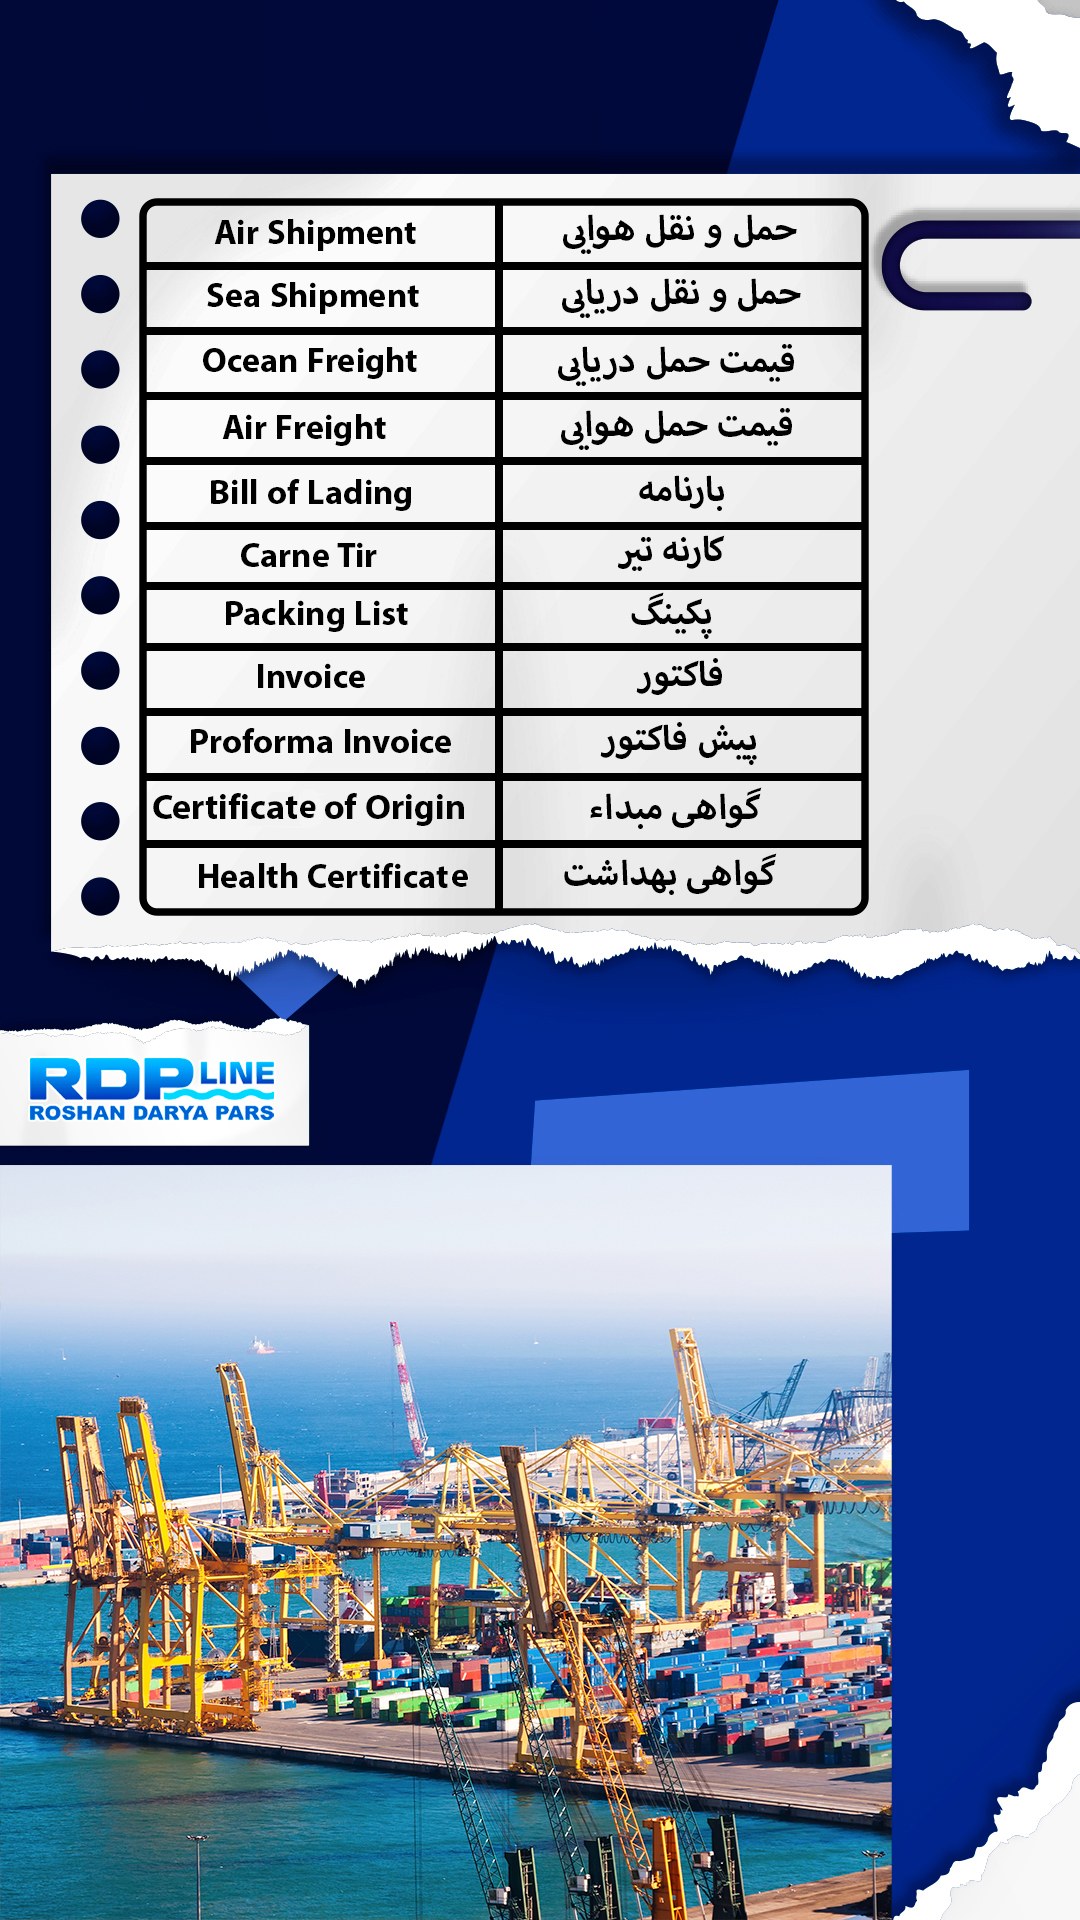 Air Shipment حمل و نقل هوایی
Sea Shipment حمل و نقل دریایی
Ocean Freight قیمت حمل دریایی
Air Freight قیمت حمل هوایی
Bill of Lading بارنامه
Carne Tir کارنه تیر
Packing List پکینگ
Invoice فاکتور
Proforma Invoice پیش فاکتور
Certificate of Origin گواهی مبداء
Health Certificate گواهی بهداشت
RDP LINE
ROSHAN DARYA PARS